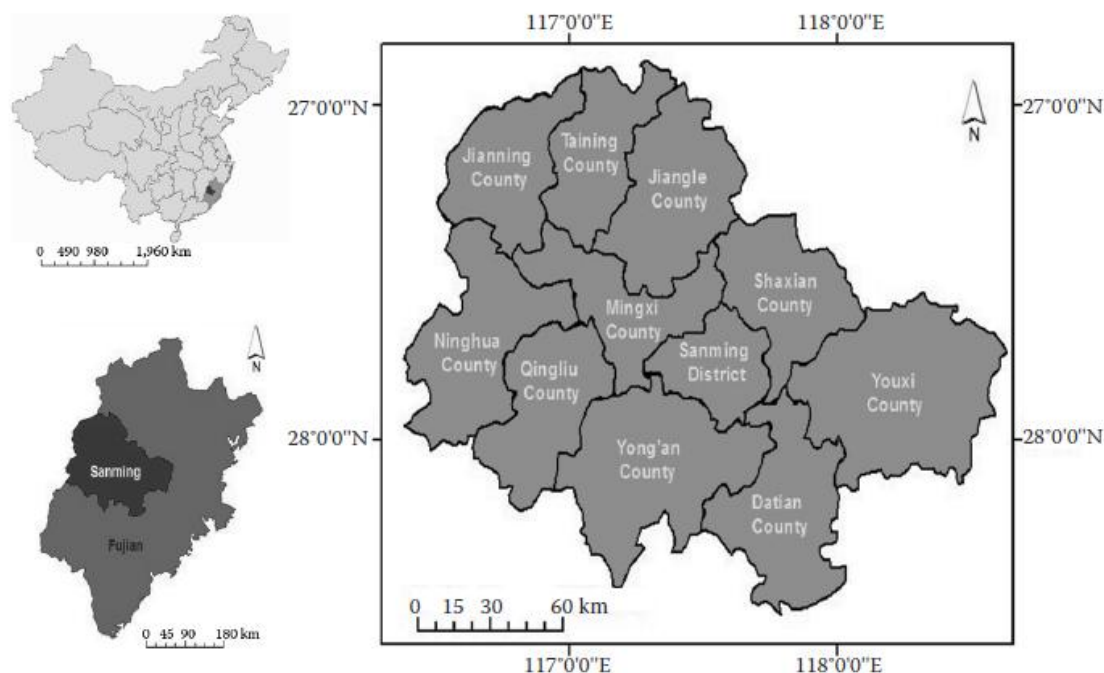 0 490 980 1,960 km
N
Sanming
Fujian
0 45 90 180 km
117°0'0"E 118°0'0"E
27°0'0"N 27°0'0"N
N
Jianning
County
Taining
County
Jiangle
County
Shaxian
County
Mingxi
County
Ninghua
County
Qingliu
County
Sanming
District
Youxi
County
28°0'0"N 28°0'0"N
Yong'an
County
Datian
County
0 15 30 60 km
117°0'0"E 118°0'0"E